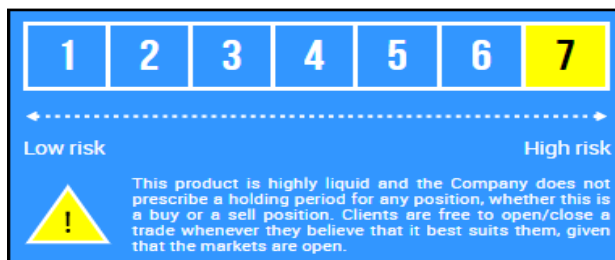 1 2 3 4 5 6 7
Low risk High risk
This product is highly liquid and the Company does not
prescribe a holding period for any position, whether this is
a buy or a sell position. Clients are free to open/close a
trade whenever they believe that it best suits them, given
that the markets are open.
!